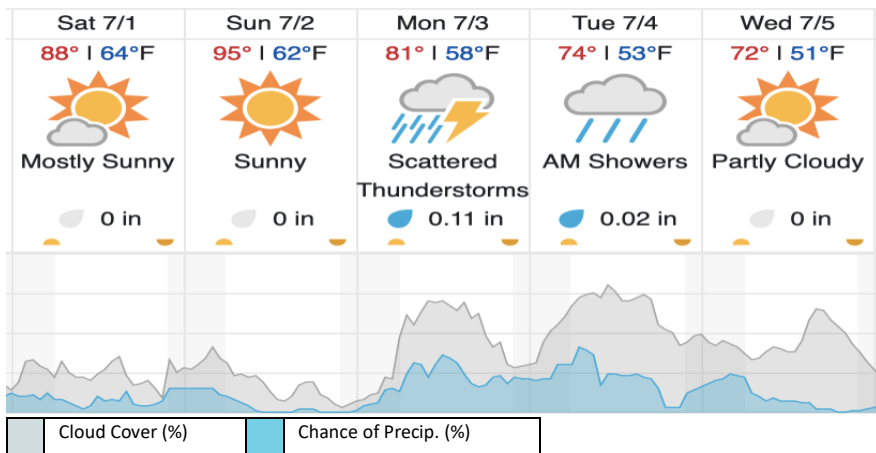 Sat 7/1 Sun 7/2 Mon 7/3 Tue 7/4 Wed 7/5
88° | 64°F 95° | 62°F 81° | 58°F 74° | 53°F 72° | 51°F
Mostly Sunny Sunny Scattered AM Showers Partly Cloudy
Thunderstorms
0 in 0 in 0.11 in 0.02 in 0 in
Cloud Cover (%) Chance of Precip. (%)